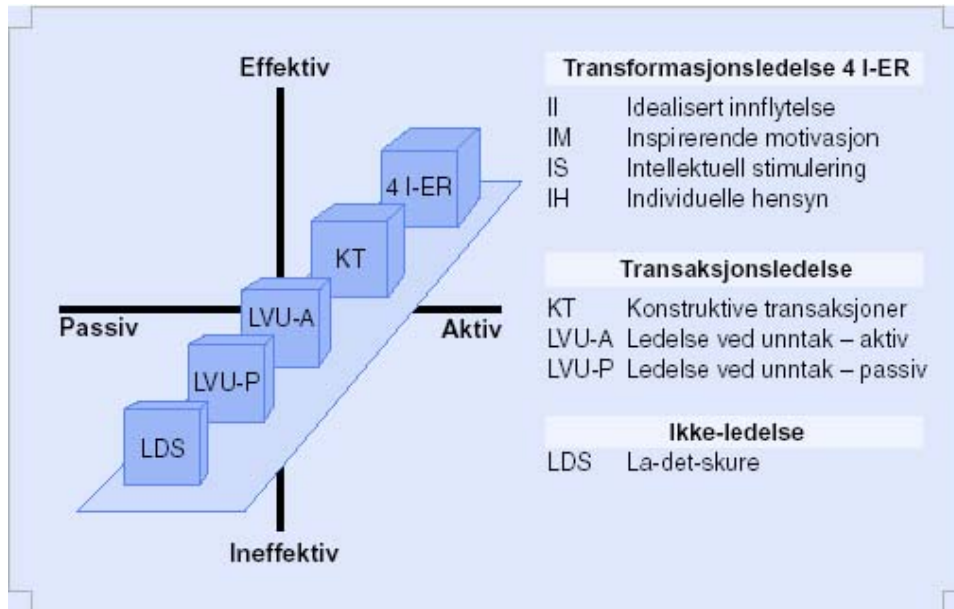 Effektiv
4 I-ER
KT
LVU-A
Passiv
Aktiv
LVU-P
LDS
Ineffektiv
Transformasjonsledelse 4 I-ER
II Idealisert innflytelse
IM Inspirerende motivasjon
IS Intellektuell stimulering
IH Individuelle hensyn
Transaksjonsledelse
KT Konstruktive transaksjoner
LVU-A Ledelse ved unntak – aktiv
LVU-P Ledelse ved unntak – passiv
Ikke-ledelse
LDS La-det-skure